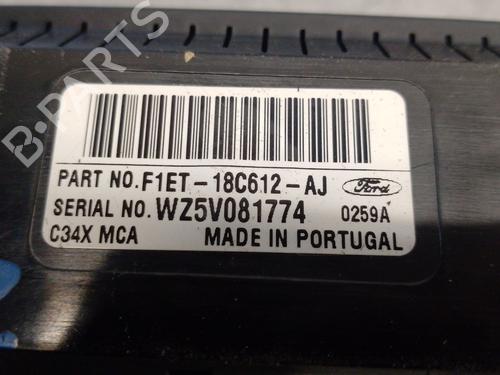 B-PARTS
PART NO.F1ET-18C612-AJ Ford
SERIAL NO.WZ5V081774 0259A
C34X MCA MADE IN PORTUGAL